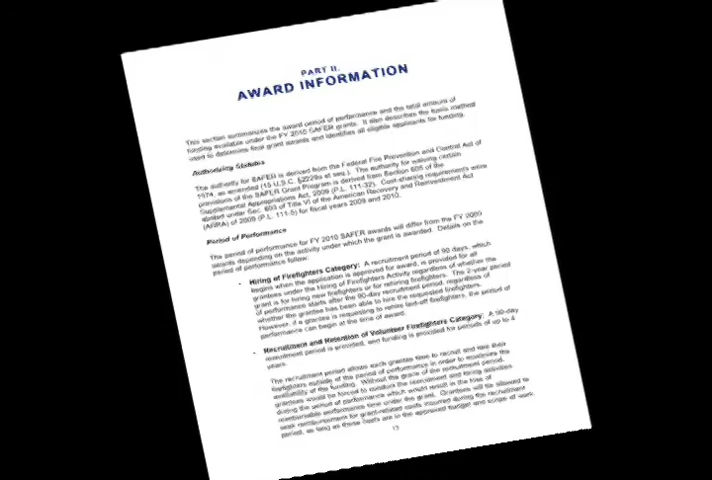 PART II.
AWARD INFORMATION
This section summarizes the award period of performance and the total amount of
funding available under the FY 2010 SAFER grants. It also describes the basis method
used to determine final grant awards and identifies all eligible applicants for funding.
Authorizing Statutes
The authority for SAFER is derived from the Federal Fire Prevention and Control Act of
1974, as amended (15 U.S.C. §2229a et seq.). The authority for waiving certain
provisions of the SAFER Grant Program is derived from Section 605 of the
Supplemental Appropriations Act, 2009 (P.L. 111-32). Cost-sharing requirements were
waived under Sec. 603 of Title VI of the American Recovery and Reinvestment Act
(ARRA) of 2009 (P.L. 111-5) for fiscal years 2009 and 2010.
Period of Performance
The period of performance for FY 2010 SAFER awards will differ from the FY 2009
awards depending on the activity under which the grant is awarded. Details on the
period of performance follow:
• Hiring of Firefighters Category: A recruitment period of 90 days, which
begins when the application is approved for award, is provided for all
grantees under the Hiring of Firefighters Activity regardless of whether the
grant is for hiring new firefighters or for rehiring firefighters. The 2-year period
of performance starts after the 90-day recruitment period, regardless of
whether the grantee has been able to hire the requested firefighters.
However, if a grantee is requesting to rehire laid-off firefighters, the period of
performance can begin at the time of award.
• Recruitment and Retention of Volunteer Firefighters Category: A 90-day
recruitment period is provided, and funding is provided for periods of up to 4
years.
The recruitment period allows each grantee time to recruit and hire their
firefighters outside of the period of performance in order to maximize the
availability of the funding. Without the grace of the recruitment period,
grantees would be forced to conduct the recruitment and hiring activities
during the period of performance which would result in the loss of
reimbursable performance time under the grant. Grantees will be allowed to
seek reimbursement for grant-related costs incurred during the recruitment
period, as long as these costs are in the approved budget and scope of work.